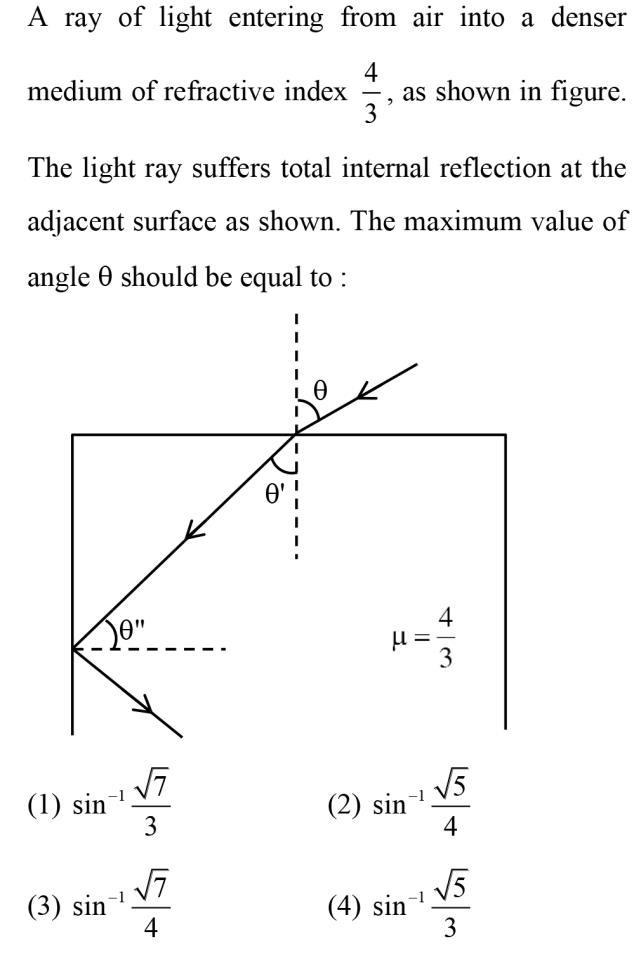 A ray of light entering from air into a denser
medium of refractive index 4/3, as shown in figure.
The light ray suffers total internal reflection at the
adjacent surface as shown. The maximum value of
angle θ should be equal to :
θ
θ'
θ"
μ = 4/3
(1) sin⁻¹ √7/3 (2) sin⁻¹ √5/4
(3) sin⁻¹ √7/4 (4) sin⁻¹ √5/3